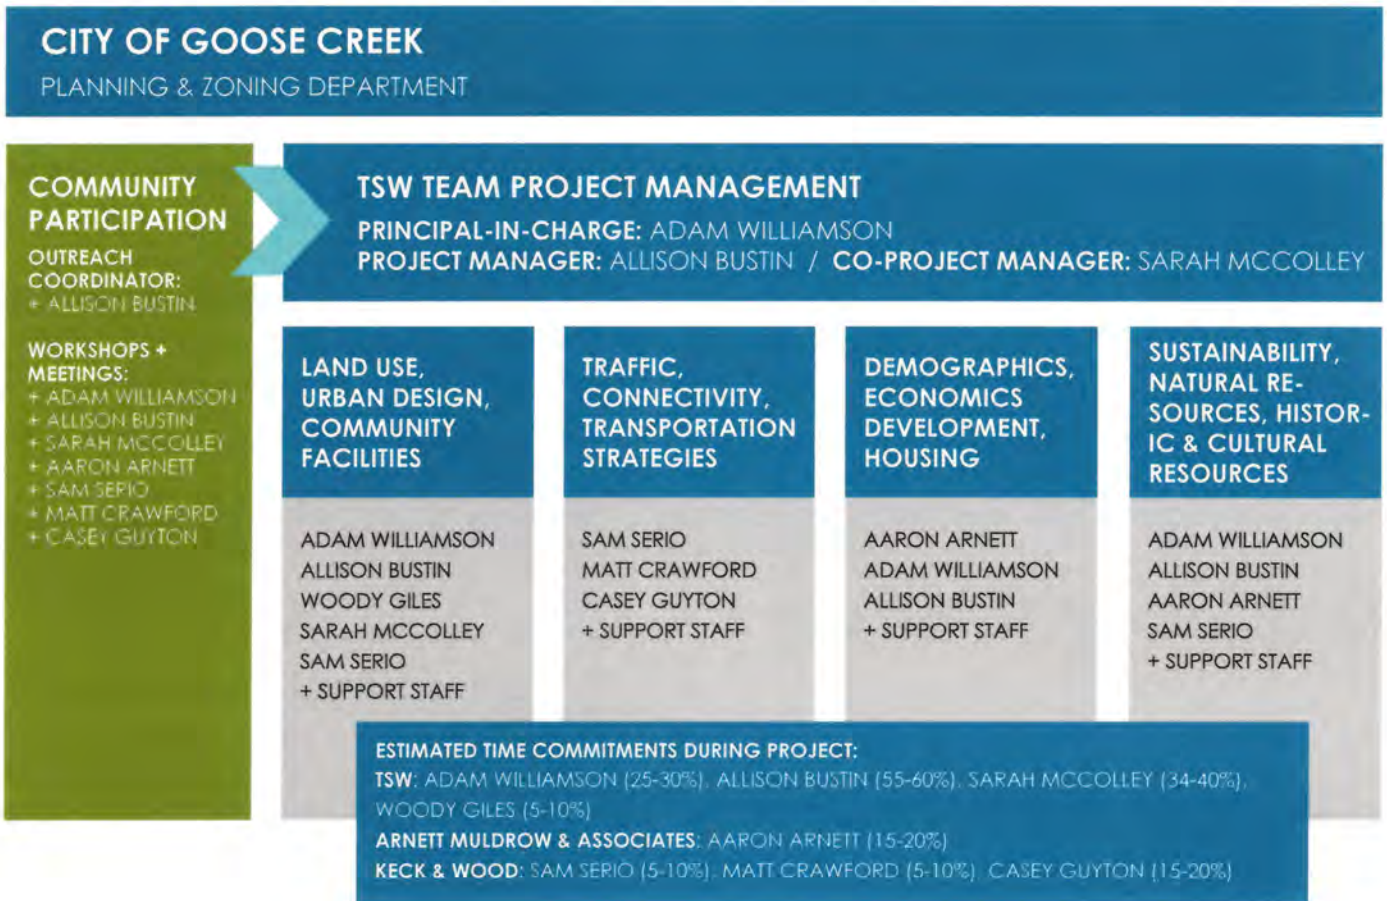 CITY OF GOOSE CREEK
PLANNING & ZONING DEPARTMENT
COMMUNITY
PARTICIPATION
OUTREACH
COORDINATOR:
+ ALLISON BUSTIN
WORKSHOPS +
MEETINGS:
+ ADAM WILLIAMSON
+ ALLISON BUSTIN
+ SARAH MCCOLLEY
+ AARON ARNETT
+ SAM SERIO
+ MATT CRAWFORD
+ CASEY GUYTON
TSW TEAM PROJECT MANAGEMENT
PRINCIPAL-IN-CHARGE: ADAM WILLIAMSON
PROJECT MANAGER: ALLISON BUSTIN / CO-PROJECT MANAGER: SARAH MCCOLLEY
LAND USE,
URBAN DESIGN,
COMMUNITY
FACILITIES
ADAM WILLIAMSON
ALLISON BUSTIN
WOODY GILES
SARAH MCCOLLEY
SAM SERIO
+ SUPPORT STAFF
TRAFFIC,
CONNECTIVITY,
TRANSPORTATION
STRATEGIES
SAM SERIO
MATT CRAWFORD
CASEY GUYTON
+ SUPPORT STAFF
DEMOGRAPHICS,
ECONOMICS
DEVELOPMENT,
HOUSING
AARON ARNETT
ADAM WILLIAMSON
ALLISON BUSTIN
+ SUPPORT STAFF
SUSTAINABILITY,
NATURAL RE-
SOURCES, HISTOR-
IC & CULTURAL
RESOURCES
ADAM WILLIAMSON
ALLISON BUSTIN
AARON ARNETT
SAM SERIO
+ SUPPORT STAFF
ESTIMATED TIME COMMITMENTS DURING PROJECT:
TSW: ADAM WILLIAMSON (25-30%), ALLISON BUSTIN (55-60%), SARAH MCCOLLEY (34-40%),
WOODY GILES (5-10%)
ARNETT MULDROW & ASSOCIATES: AARON ARNETT (15-20%)
KECK & WOOD: SAM SERIO (5-10%), MATT CRAWFORD (5-10%) CASEY GUYTON (15-20%)